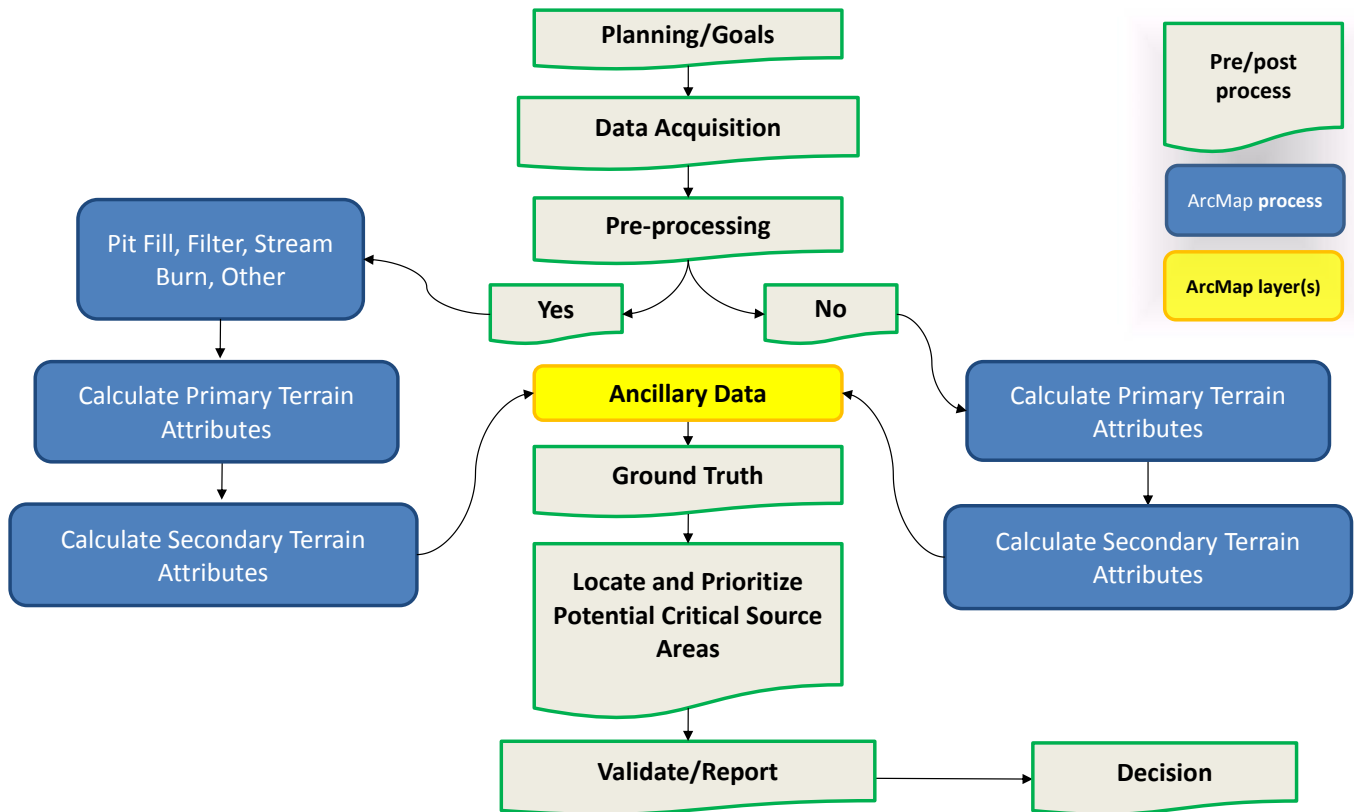 Planning/Goals
Data Acquisition
Pre-processing
Yes
No
Pit Fill, Filter, Stream
Burn, Other
Calculate Primary Terrain
Attributes
Calculate Secondary Terrain
Attributes
Calculate Primary Terrain
Attributes
Calculate Secondary Terrain
Attributes
Ancillary Data
Ground Truth
Locate and Prioritize
Potential Critical Source
Areas
Validate/Report
Decision
Pre/post
process
ArcMap process
ArcMap layer(s)